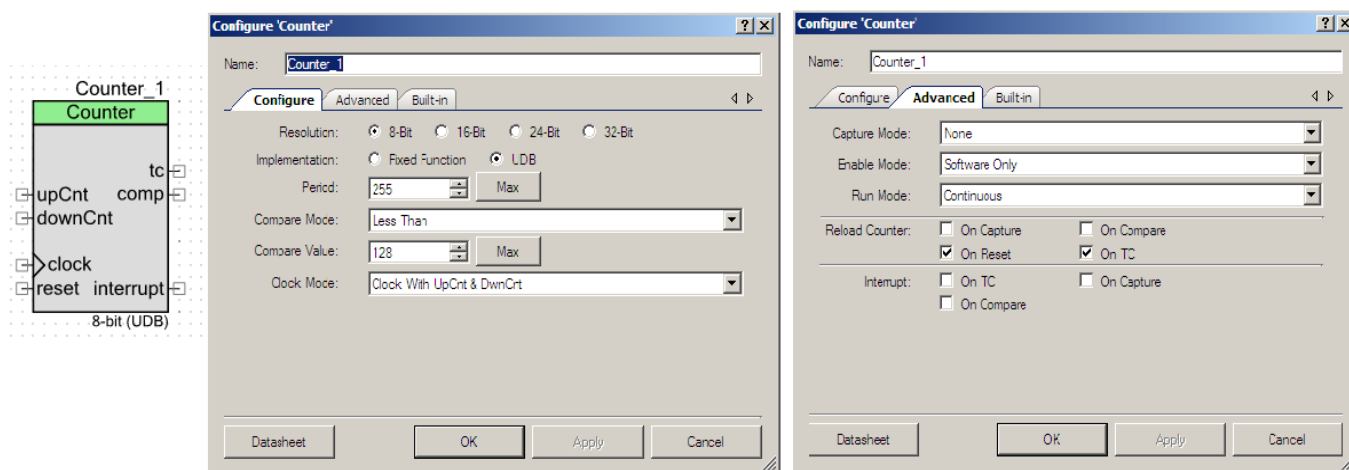 Counter_1
Counter
tc
upCnt comp
downCnt
clock
reset interrupt
8-bit (UDB)
Configure 'Counter'
Name: Counter_1
Configure Advanced Built-in
Resolution: 8-Bit 16-Bit 24-Bit 32-Bit
Implementation: Fixed Function UDB
Period: 255 Max
Compare Mode: Less Than
Compare Value: 128 Max
Clock Mode: Clock With UpCnt & DwnCnt
Datasheet OK Apply Cancel
Configure 'Counter'
Name: Counter_1
Configure Advanced Built-in
Capture Mode: None
Enable Mode: Software Only
Run Mode: Continuous
Reload Counter: On Capture On Compare
On Reset On TC
Interrupt: On TC On Capture
On Compare
Datasheet OK Apply Cancel